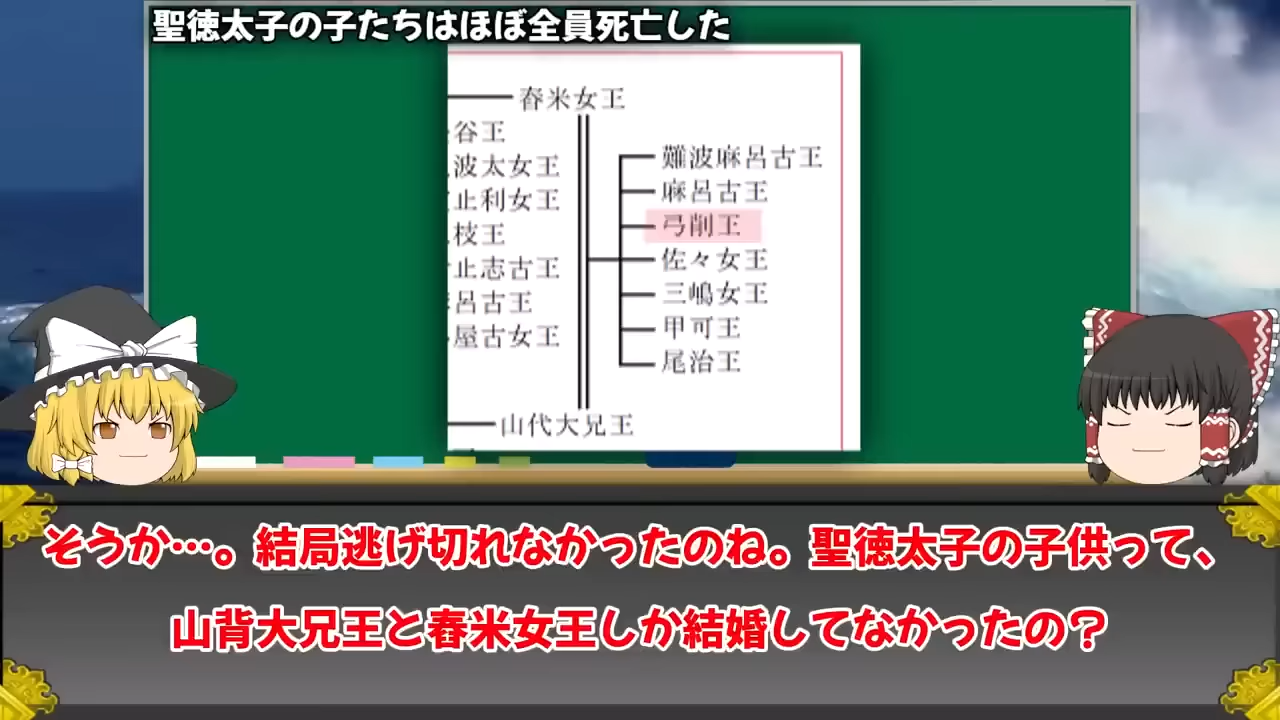 聖徳太子の子たちはほぼ全員死亡した
舂米女王
谷王
波太女王
止利女王
枝王
止志古王
呂古王
屋古女王
山代大兄王
難波麻呂古王
麻呂古王
弓削王
佐々女王
三嶋女王
甲可王
尾治王
そうか…。結局逃げ切れなかったのね。聖徳太子の子供って、
山背大兄王と舂米女王しか結婚してなかったの？